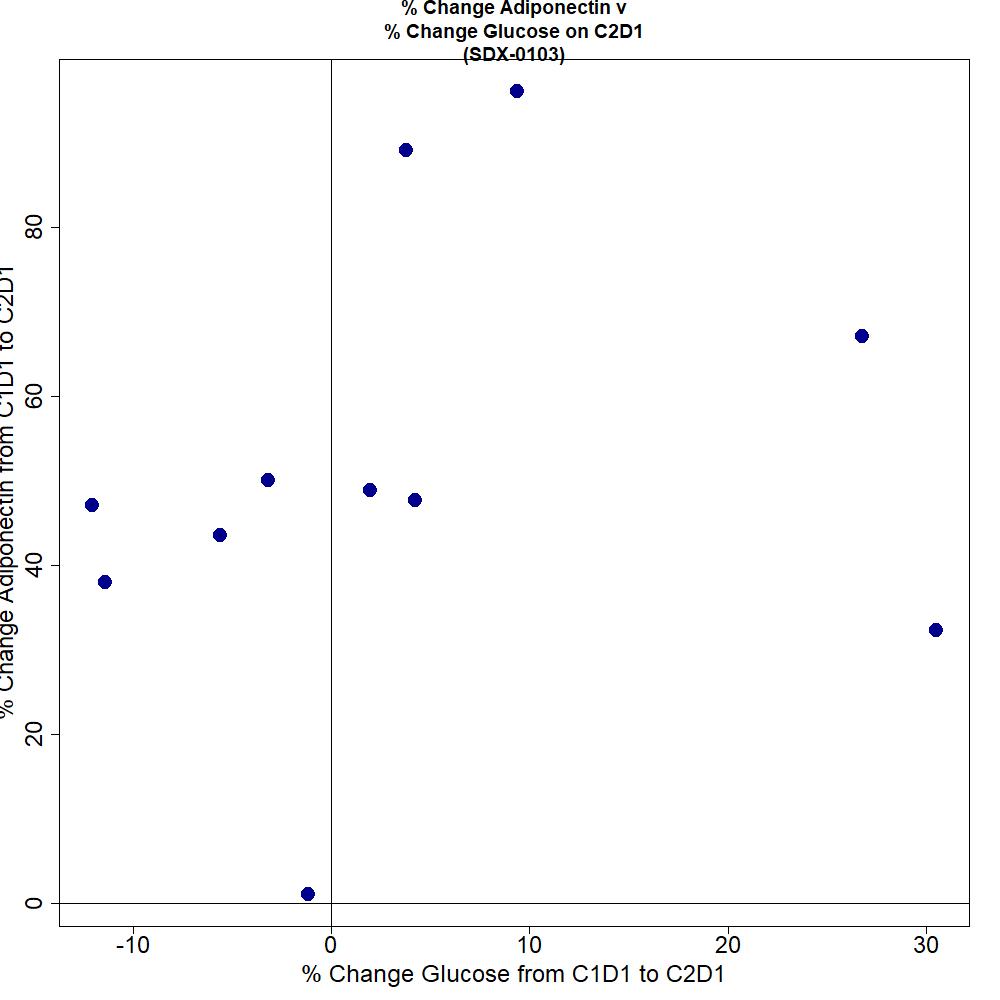 % Change Adiponectin v
% Change Glucose on C2D1
(SDX-0103)
% Change Adiponectin from C1D1 to C2D1
80
60
40
20
0
-10 0 10 20 30
% Change Glucose from C1D1 to C2D1